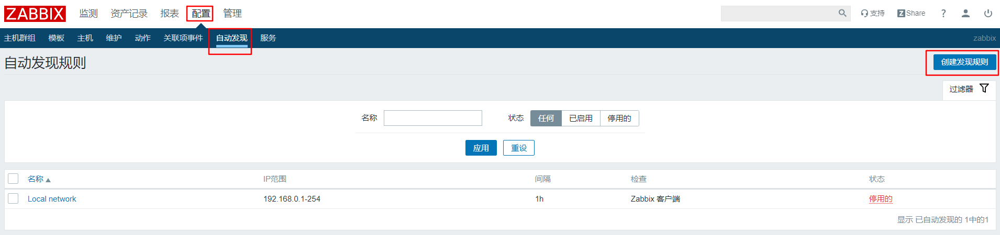 ZABBIX 监测 资产记录 报表 配置 管理 支持 Z Share ?
主机群组 模板 主机 维护 动作 关联项事件 自动发现 服务 zabbix
自动发现规则 创建发现规则
过滤器
名称 状态 任何 已启用 停用的
应用 重设
名称 IP范围 间隔 检查 状态
Local network 192.168.0.1-254 1h Zabbix 客户端 停用的
显示 已自动发现的 1中的1